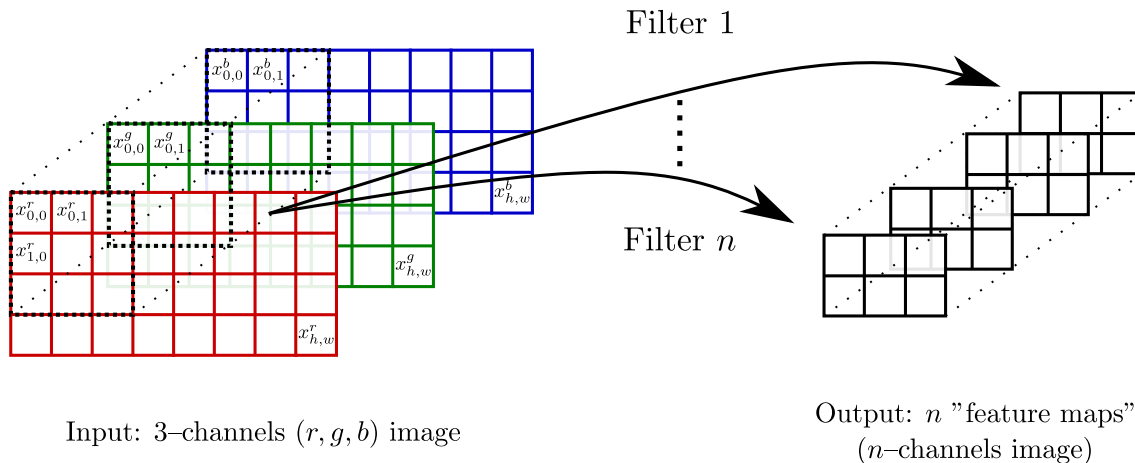 Filter 1
x^b_{0,0} x^b_{0,1}
x^g_{0,0} x^g_{0,1}
x^b_{h,w}
x^r_{0,0} x^r_{0,1}
Filter n
x^r_{1,0}
x^g_{h,w}
x^r_{h,w}
Input: 3–channels (r, g, b) image
Output: n ”feature maps”
(n–channels image)